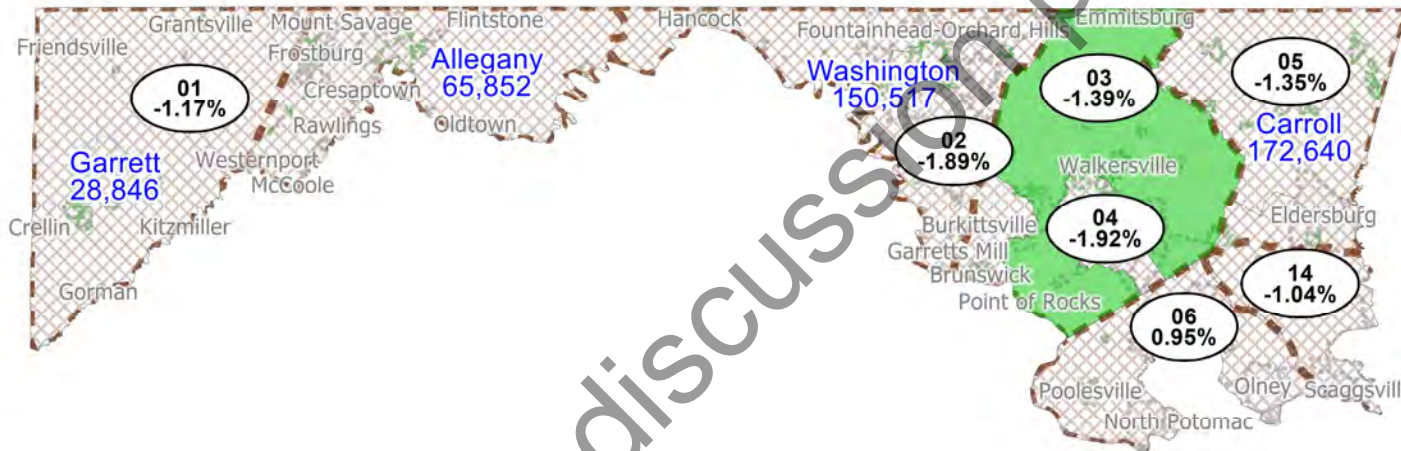 Grantsville
Mount Savage
Flintstone
Hancock
Emmitsburg
Friendsville
Frostburg
Fountainhead-Orchard Hills
Allegany
65,852
Washington
150,517
01
-1.17%
03
-1.39%
05
-1.35%
Cresaptown
Carroll
172,640
Rawlings
Oldtown
02
-1.89%
Garrett
28,846
Westernport
McCoole
Walkersville
Crellin
Kitzmiller
Burkittsville
04
-1.92%
Eldersburg
Garretts Mill
Brunswick
Gorman
Point of Rocks
14
-1.04%
06
0.95%
Poolesville
Olney
Scaggsvill
North Potomac
discussion p